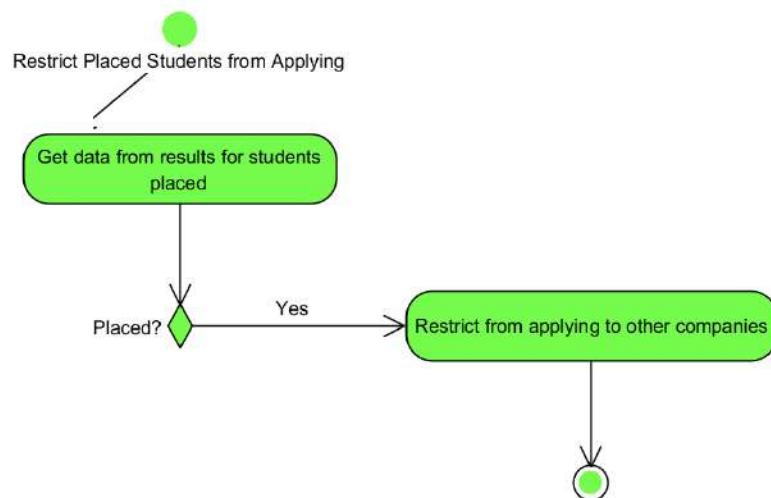 Restrict Placed Students from Applying
Get data from results for students
placed
Yes
Placed?
Restrict from applying to other companies